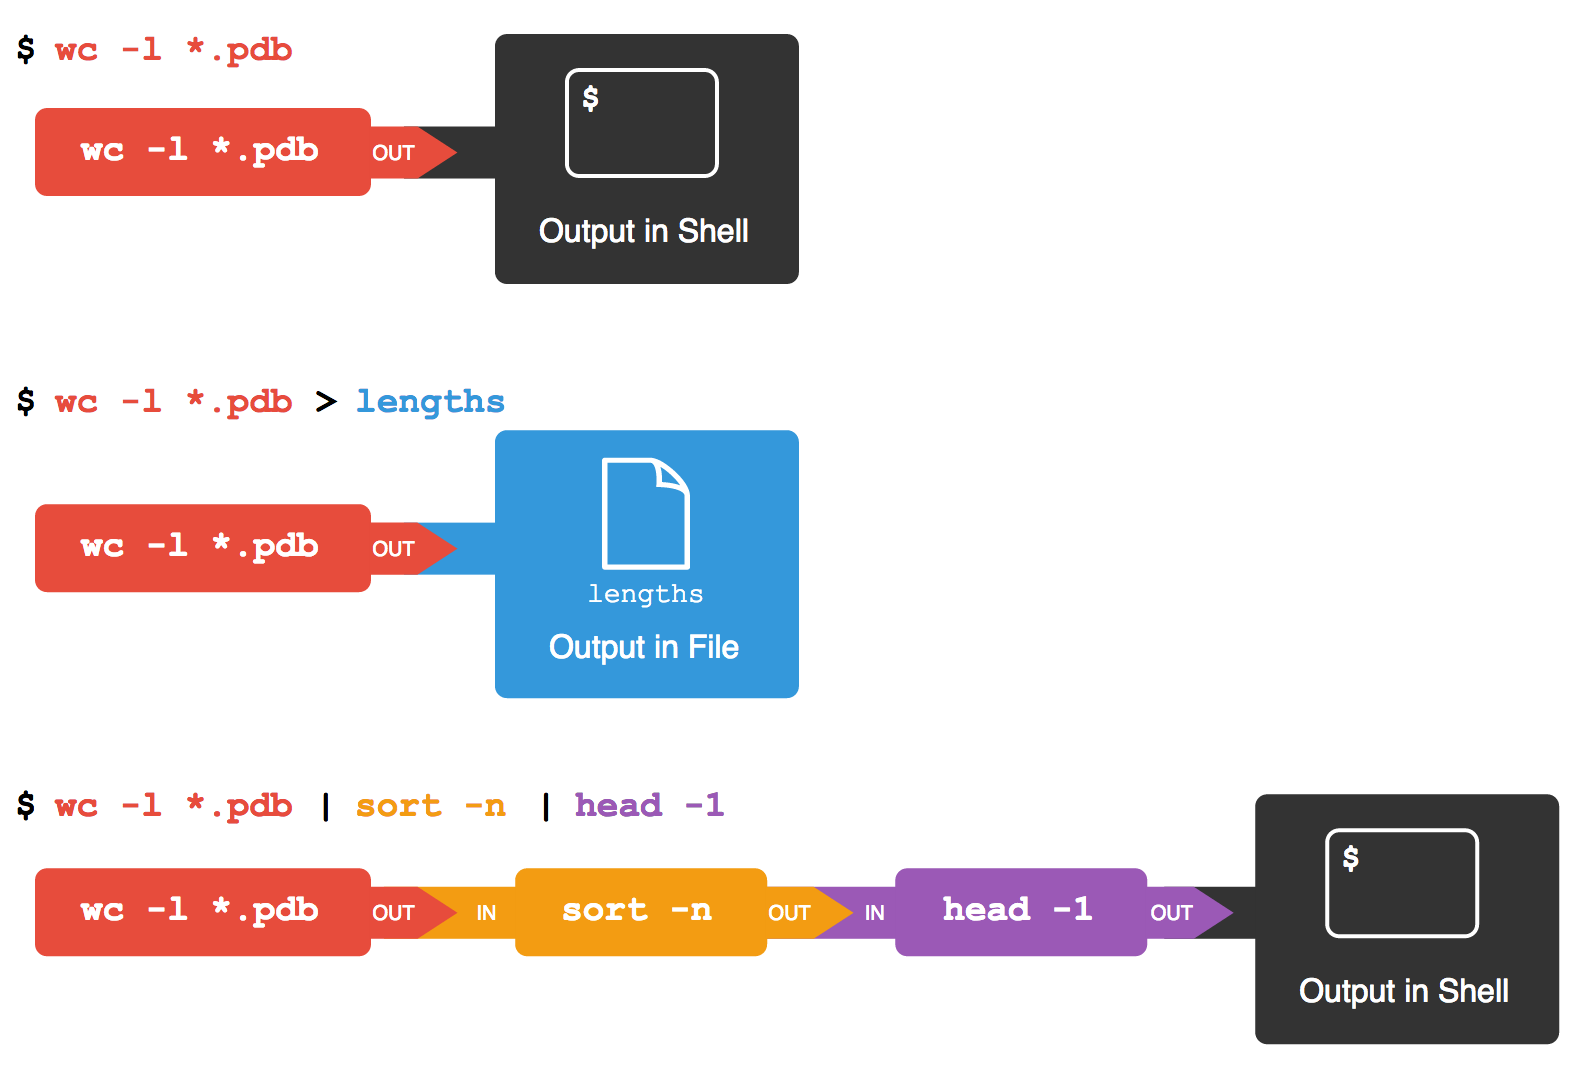 $ wc -l *.pdb
wc -l *.pdb OUT
$
Output in Shell
$ wc -l *.pdb > lengths
wc -l *.pdb OUT
lengths
Output in File
$ wc -l *.pdb | sort -n | head -1
wc -l *.pdb OUT IN sort -n OUT IN head -1 OUT
$
Output in Shell